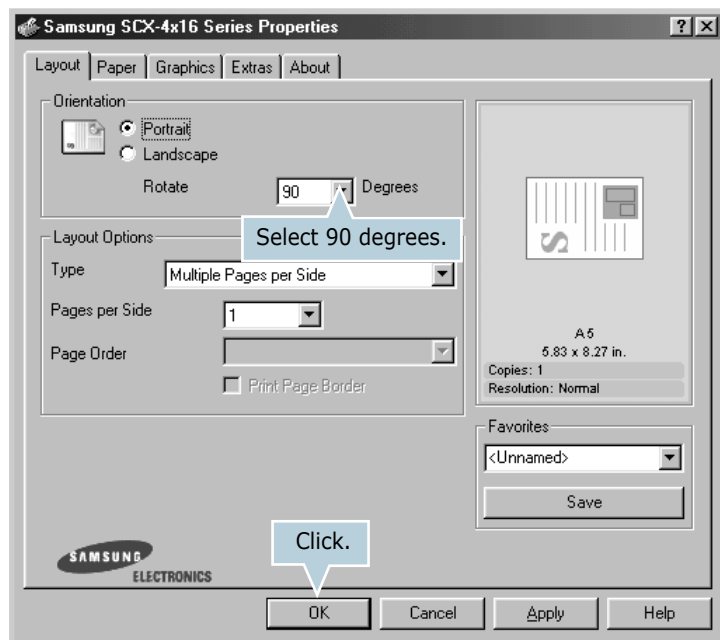 Samsung SCX-4x16 Series Properties
Layout Paper Graphics Extras About
Orientation
Portrait
Landscape
Rotate 90 Degrees
Select 90 degrees.
Layout Options
Type Multiple Pages per Side
Pages per Side 1
Page Order
Print Page Border
A5
5.83 x 8.27 in.
Copies: 1
Resolution: Normal
Favorites
<Unnamed>
Save
SAMSUNG
ELECTRONICS
Click.
OK Cancel Apply Help